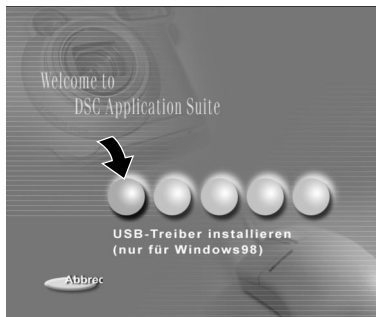 Welcome to
DSC Application Suite
USB-Treiber installieren
(nur für Windows98)
Abbrec